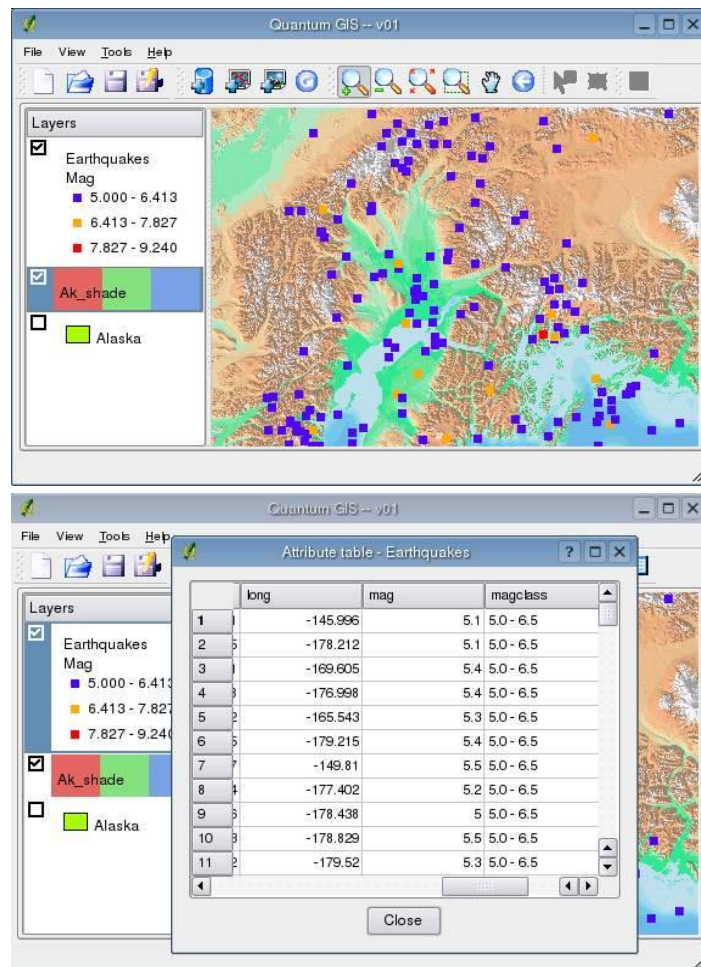 Quantum GIS -- v01
File View Tools Help
Layers
Earthquakes
Mag
5.000 - 6.413
6.413 - 7.827
7.827 - 9.240
Ak_shade
Alaska
Quantum GIS -- v01
File View Tools Help
Attribute table - Earthquakes
Layers
Earthquakes
Mag
5.000 - 6.413
6.413 - 7.827
7.827 - 9.240
Ak_shade
Alaska
long mag magclass
1 -145.996 5.1 5.0 - 6.5
2 -178.212 5.1 5.0 - 6.5
3 -169.605 5.4 5.0 - 6.5
4 -176.998 5.4 5.0 - 6.5
5 -165.543 5.3 5.0 - 6.5
6 -179.215 5.4 5.0 - 6.5
7 -149.81 5.5 5.0 - 6.5
8 -177.402 5.2 5.0 - 6.5
9 -178.438 5 5.0 - 6.5
10 -178.829 5.5 5.0 - 6.5
11 -179.52 5.3 5.0 - 6.5
Close